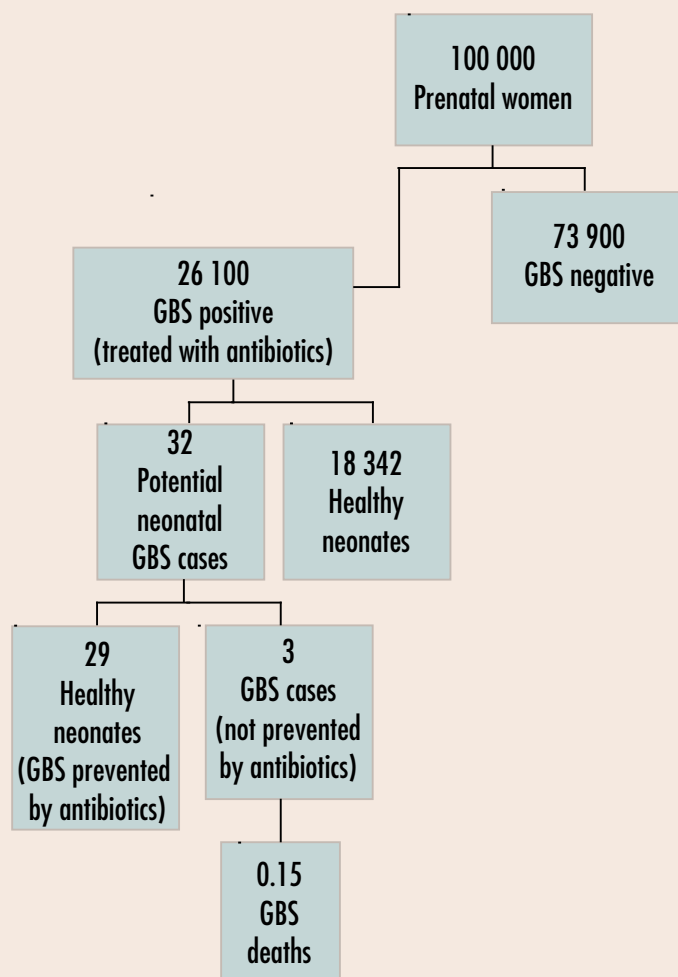 100 000
Prenatal women
73 900
GBS negative
26 100
GBS positive
(treated with antibiotics)
32
Potential
neonatal
GBS cases
18 342
Healthy
neonates
29
Healthy
neonates
(GBS prevented
by antibiotics)
3
GBS cases
(not prevented
by antibiotics)
0.15
GBS
deaths